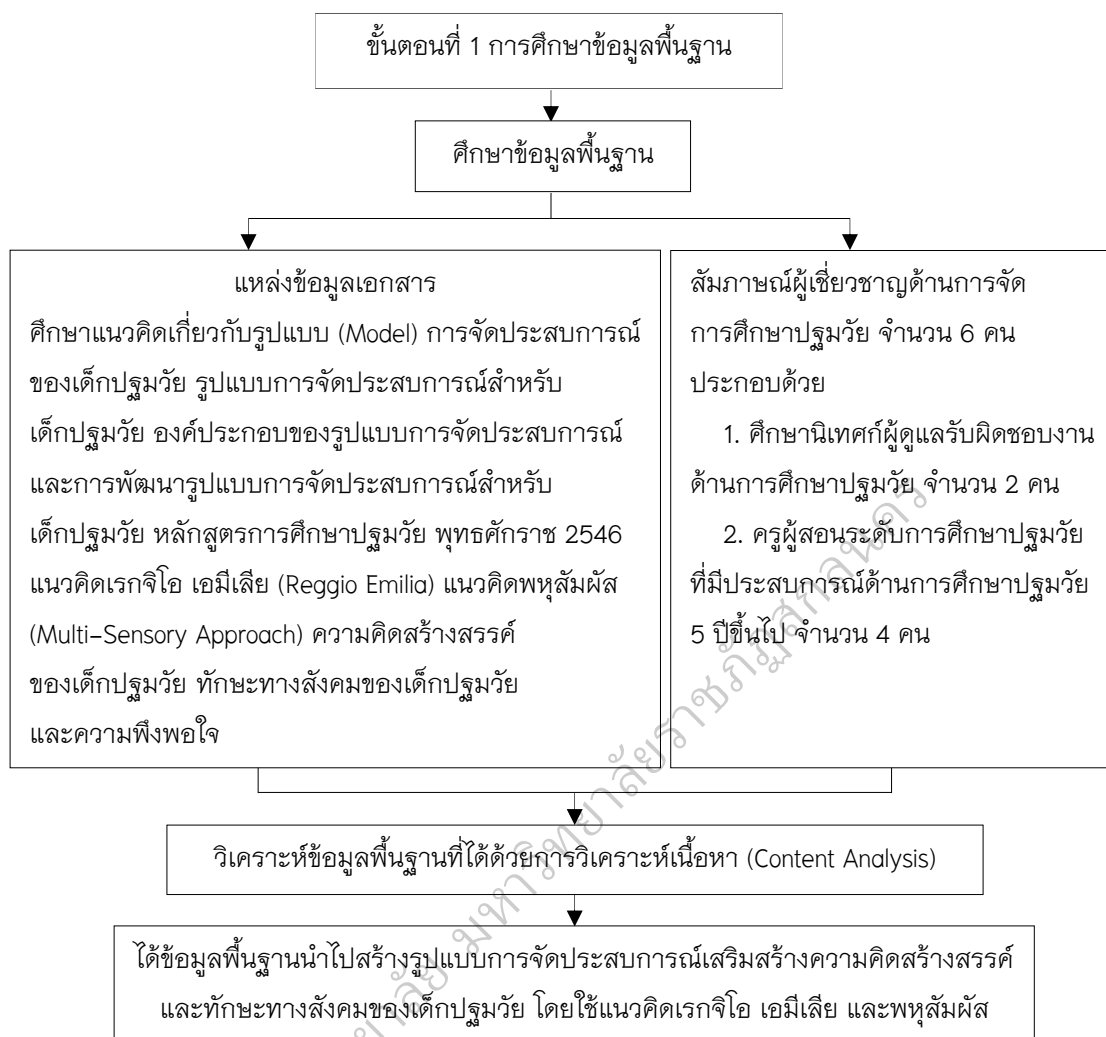 ขั้นตอนที่ 1 การศึกษาข้อมูลพื้นฐาน
ศึกษาข้อมูลพื้นฐาน
แหล่งข้อมูลเอกสาร
ศึกษาแนวคิดเกี่ยวกับรูปแบบ (Model) การจัดประสบการณ์
ของเด็กปฐมวัย รูปแบบการจัดประสบการณ์สำหรับ
เด็กปฐมวัย องค์ประกอบของรูปแบบการจัดประสบการณ์
และการพัฒนารูปแบบการจัดประสบการณ์สำหรับ
เด็กปฐมวัย หลักสูตรการศึกษาปฐมวัย พุทธศักราช 2546
แนวคิดเรกจิโอ เอมีเลีย (Reggio Emilia) แนวคิดพหุสัมผัส
(Multi-Sensory Approach) ความคิดสร้างสรรค์
ของเด็กปฐมวัย ทักษะทางสังคมของเด็กปฐมวัย
และความพึงพอใจ
สัมภาษณ์ผู้เชี่ยวชาญด้านการจัด
การศึกษาปฐมวัย จำนวน 6 คน
ประกอบด้วย
1. ศึกษานิเทศก์ผู้ดูแลรับผิดชอบงาน
ด้านการศึกษาปฐมวัย จำนวน 2 คน
2. ครูผู้สอนระดับการศึกษาปฐมวัย
ที่มีประสบการณ์ด้านการศึกษาปฐมวัย
5 ปีขึ้นไป จำนวน 4 คน
วิเคราะห์ข้อมูลพื้นฐานที่ได้ด้วยการวิเคราะห์เนื้อหา (Content Analysis)
ได้ข้อมูลพื้นฐานนำไปสร้างรูปแบบการจัดประสบการณ์เสริมสร้างความคิดสร้างสรรค์
และทักษะทางสังคมของเด็กปฐมวัย โดยใช้แนวคิดเรกจิโอ เอมีเลีย และพหุสัมผัส
มหาวิทยาลัยราชภัฏสกลนคร